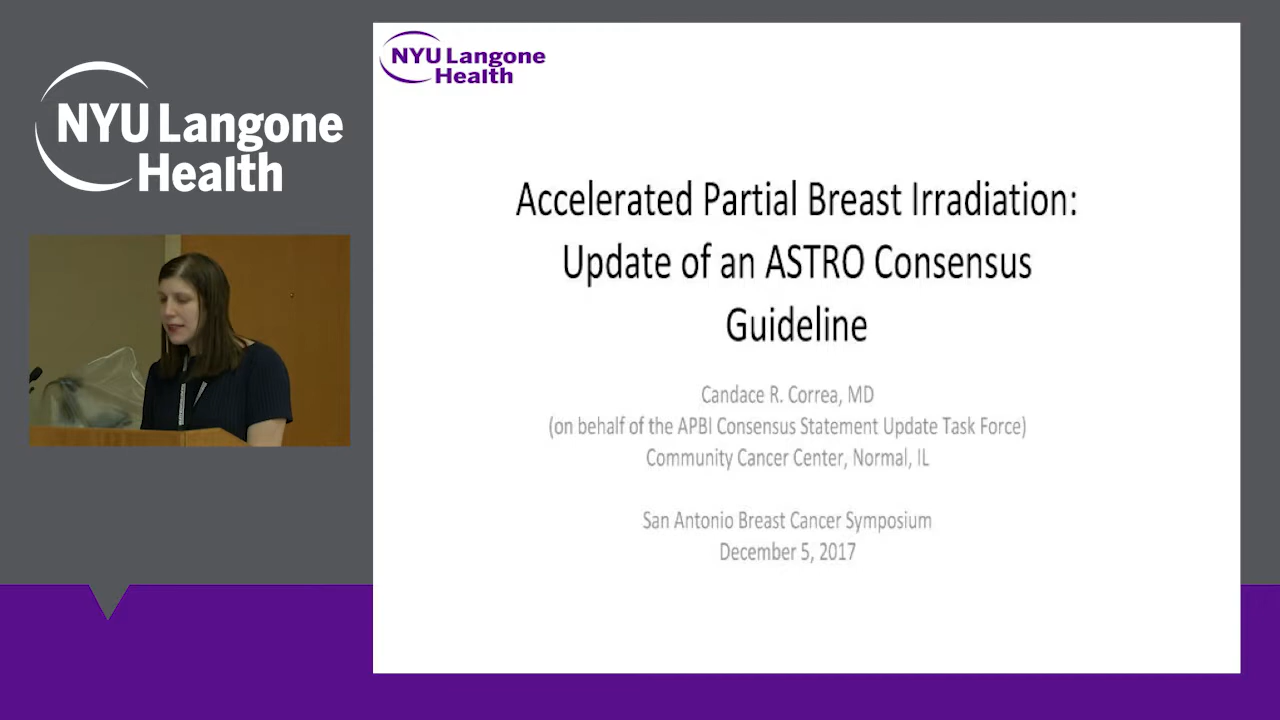 NYU Langone
Health
NYU Langone
Health
Accelerated Partial Breast Irradiation:
Update of an ASTRO Consensus
Guideline
Candace R. Correa, MD
(on behalf of the APBI Consensus Statement Update Task Force)
Community Cancer Center, Normal, IL
San Antonio Breast Cancer Symposium
December 5, 2017